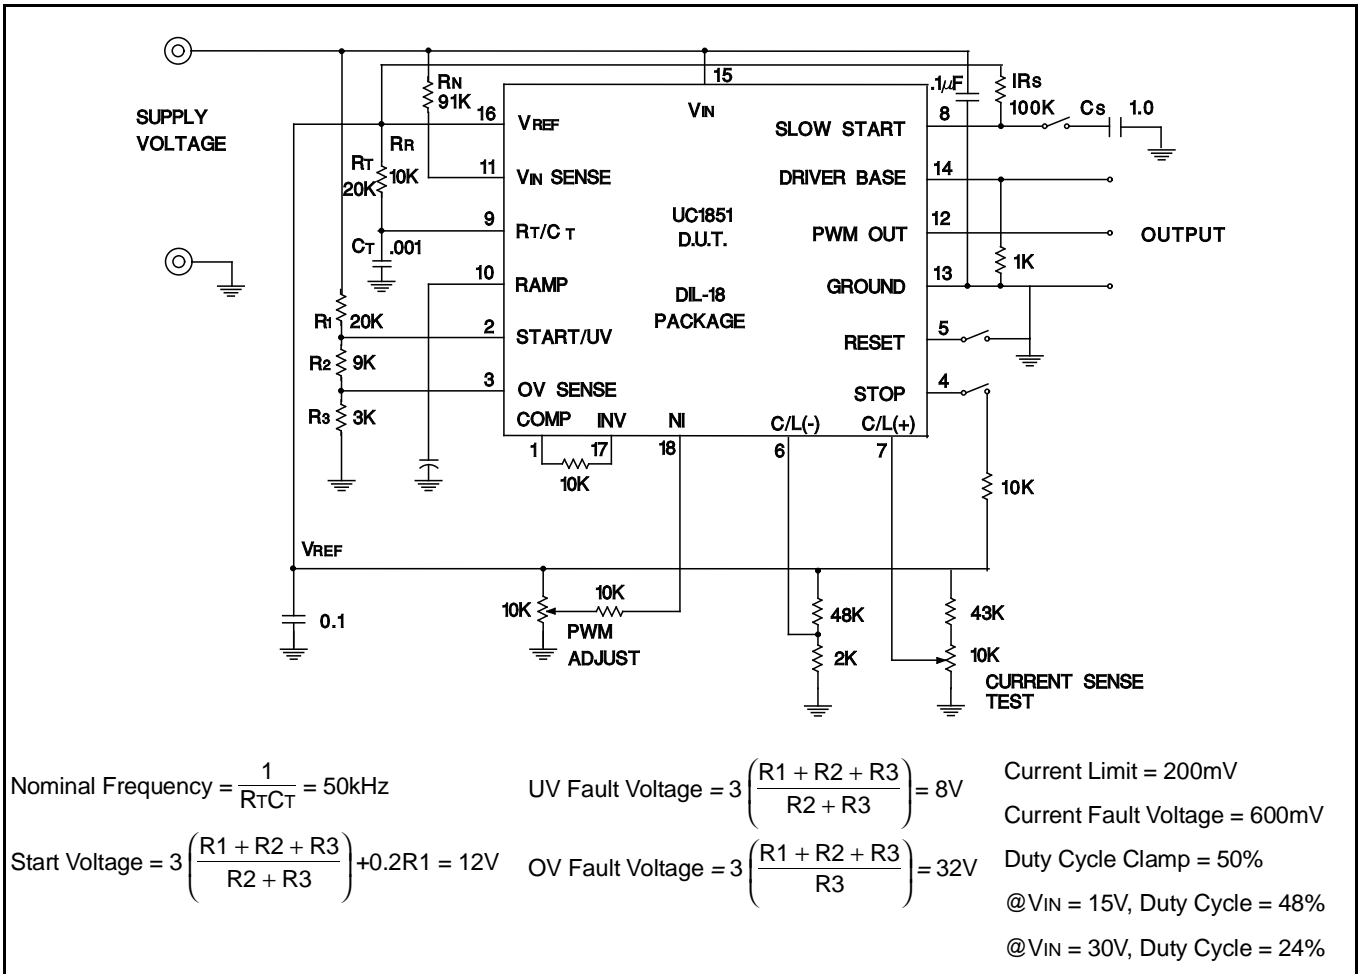 SUPPLY
VOLTAGE
RN
91K
16
VREF
RR
10K
RT
20K
11
VIN SENSE
9
RT/C T
CT .001
10
RAMP
R1 20K
2
START/UV
R2 9K
3
OV SENSE
R3 3K
15
VIN
UC1851
D.U.T.
DIL-18
PACKAGE
.1µF
IRS
100K
CS 1.0
8
SLOW START
14
DRIVER BASE
12
PWM OUT
OUTPUT
1K
13
GROUND
5
RESET
4
STOP
COMP INV NI C/L(-) C/L(+)
1 17 18 6 7
10K
10K
VREF
0.1
10K
10K
PWM
ADJUST
48K
2K
43K
10K
CURRENT SENSE
TEST
Nominal Frequency = 1 / RTCT = 50kHz
Start Voltage = 3 (R1 + R2 + R3 / R2 + R3) +0.2R1 = 12V
UV Fault Voltage = 3 (R1 + R2 + R3 / R2 + R3) = 8V
OV Fault Voltage = 3 (R1 + R2 + R3 / R3) = 32V
Current Limit = 200mV
Current Fault Voltage = 600mV
Duty Cycle Clamp = 50%
@VIN = 15V, Duty Cycle = 48%
@VIN = 30V, Duty Cycle = 24%